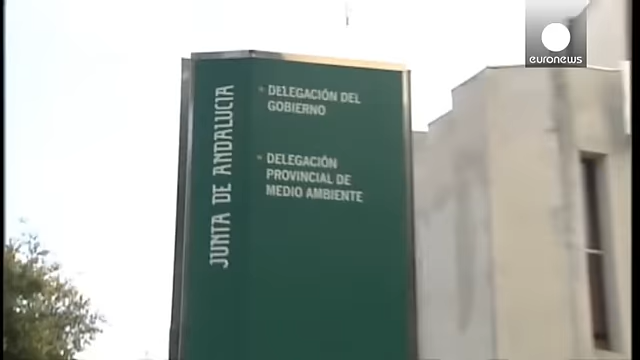 euronews
JUNTA DE ANDALUCIA
DELEGACIÓN DEL
GOBIERNO
DELEGACIÓN
PROVINCIAL DE
MEDIO AMBIENTE